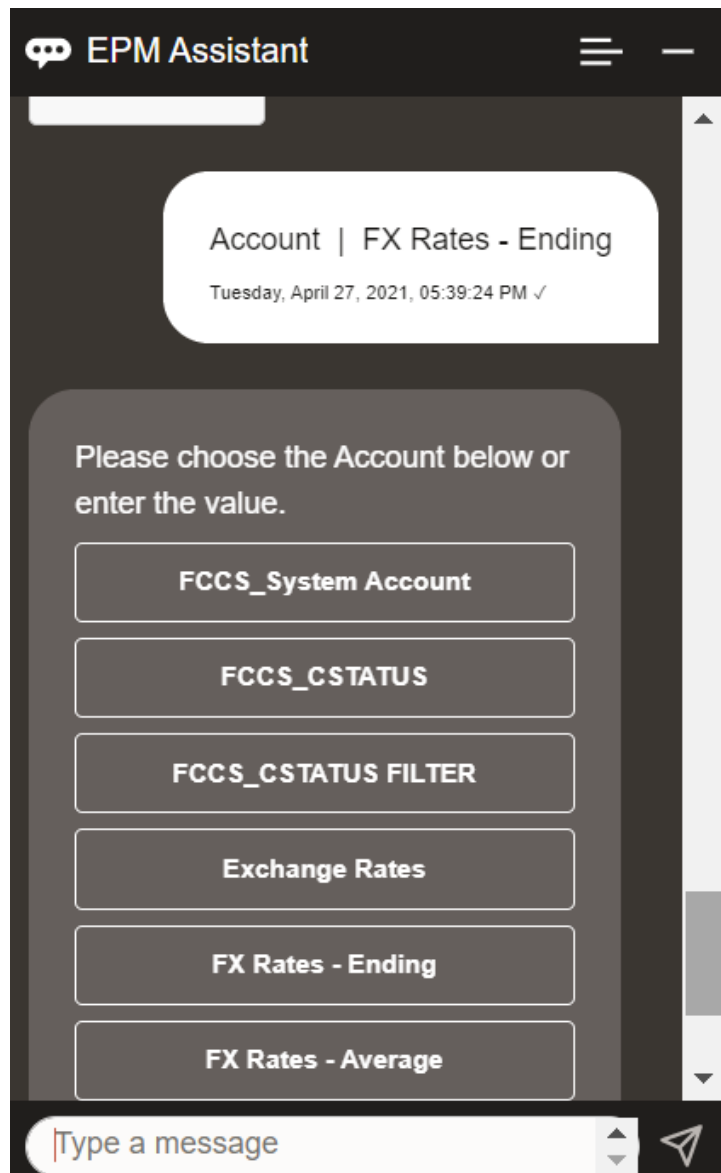 EPM Assistant
Account | FX Rates - Ending
Tuesday, April 27, 2021, 05:39:24 PM ✓
Please choose the Account below or
enter the value.
FCCS_System Account
FCCS_CSTATUS
FCCS_CSTATUS FILTER
Exchange Rates
FX Rates - Ending
FX Rates - Average
Type a message